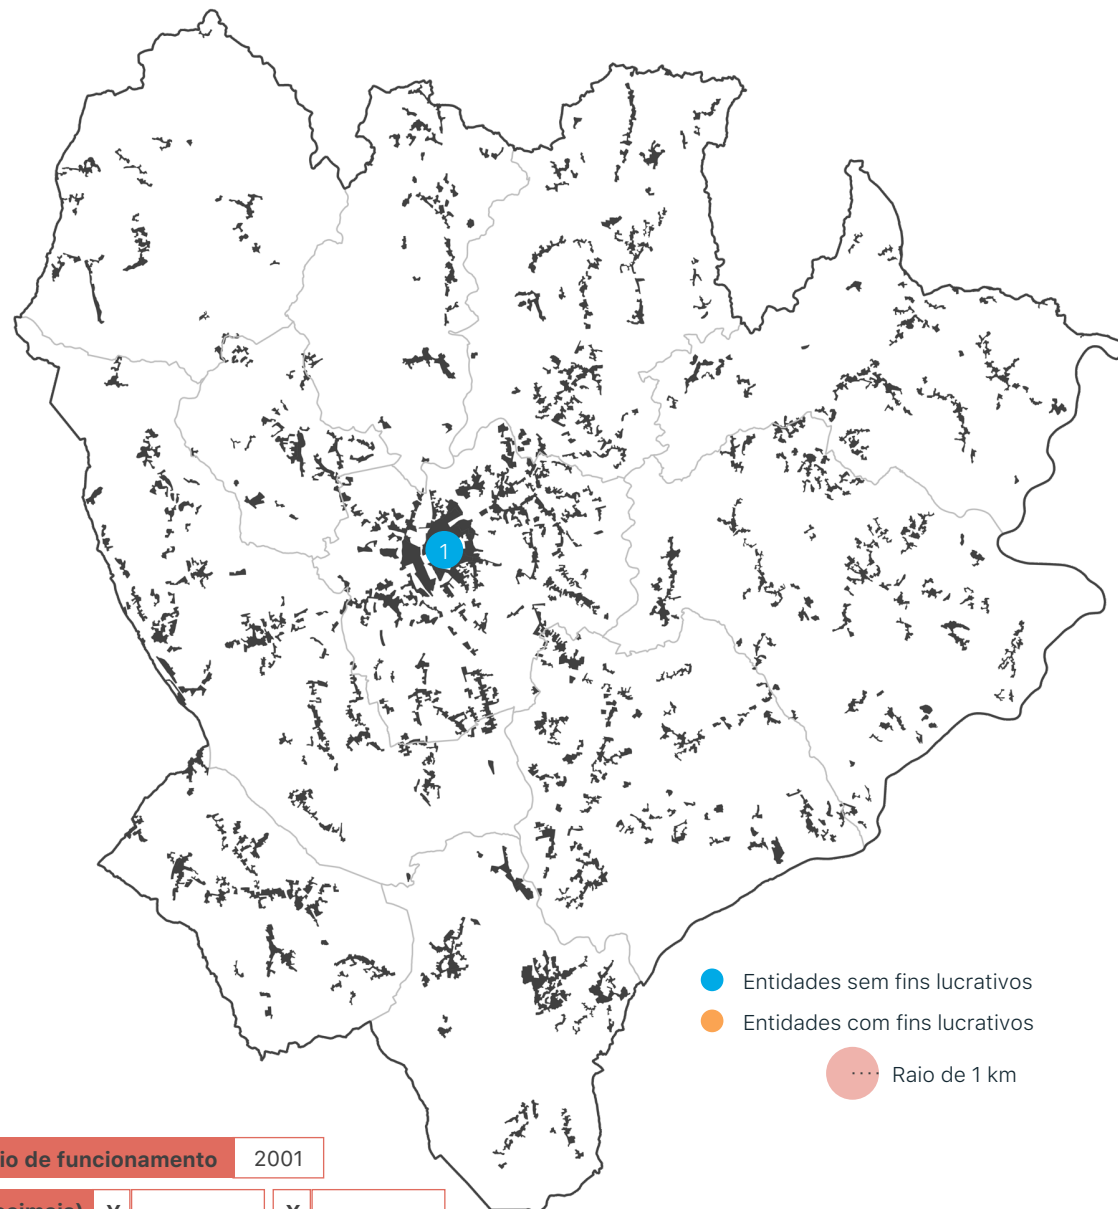 1
Entidades sem fins lucrativos
Entidades com fins lucrativos
Raio de 1 km
io de funcionamento 2001